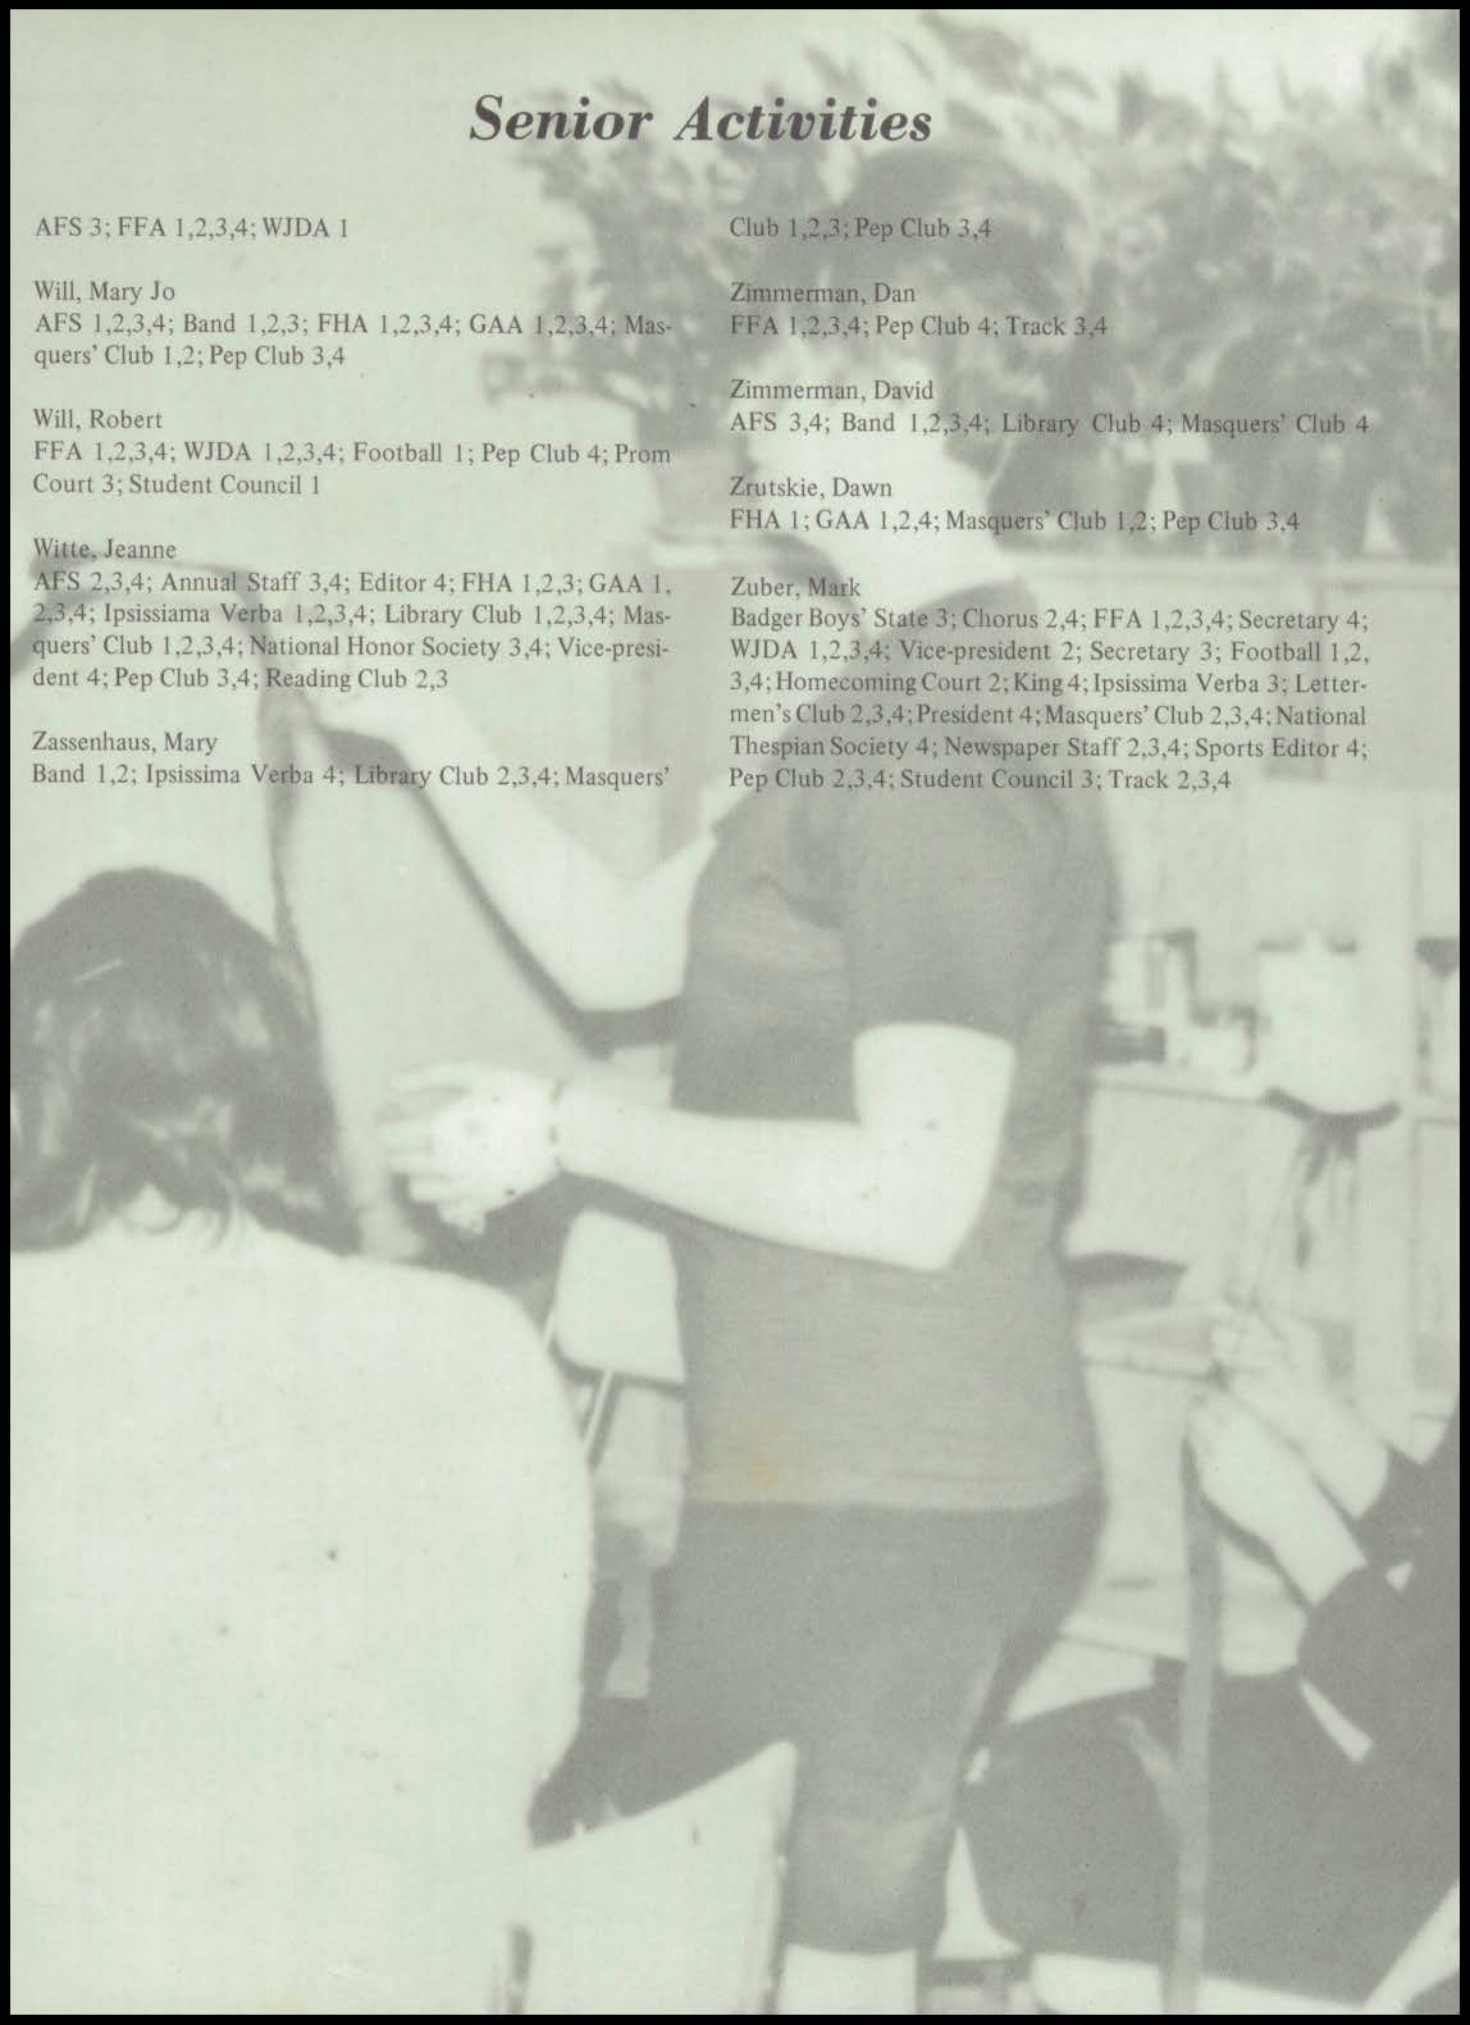 Senior Activities
AFS 3; FFA 1,2,3,4; WJDA 1
Will, Mary Jo
AFS 1,2,3,4; Band 1,2,3; FHA 1,2,3,4; GAA 1,2,3,4; Mas-
quers' Club 1,2; Pep Club 3,4
Will, Robert
FFA 1,2,3,4; WJDA 1,2,3,4; Football 1; Pep Club 4; Prom
Court 3; Student Council 1
Witte, Jeanne
AFS 2,3,4; Annual Staff 3,4; Editor 4; FHA 1,2,3; GAA 1,
2,3,4; Ipsissiama Verba 1,2,3,4; Library Club 1,2,3,4; Mas-
quers' Club 1,2,3,4; National Honor Society 3,4; Vice-presi-
dent 4; Pep Club 3,4; Reading Club 2,3
Zassenhaus, Mary
Band 1,2; Ipsissima Verba 4; Library Club 2,3,4; Masquers'
Club 1,2,3; Pep Club 3,4
Zimmerman, Dan
FFA 1,2,3,4; Pep Club 4; Track 3,4
Zimmerman, David
AFS 3,4; Band 1,2,3,4; Library Club 4; Masquers' Club 4
Zrutskie, Dawn
FHA 1; GAA 1,2,4; Masquers' Club 1,2; Pep Club 3,4
Zuber, Mark
Badger Boys' State 3; Chorus 2,4; FFA 1,2,3,4; Secretary 4;
WJDA 1,2,3,4; Vice-president 2; Secretary 3; Football 1,2,
3,4; Homecoming Court 2; King 4; Ipsissima Verba 3; Letter-
men's Club 2,3,4; President 4; Masquers' Club 2,3,4; National
Thespian Society 4; Newspaper Staff 2,3,4; Sports Editor 4;
Pep Club 2,3,4; Student Council 3; Track 2,3,4